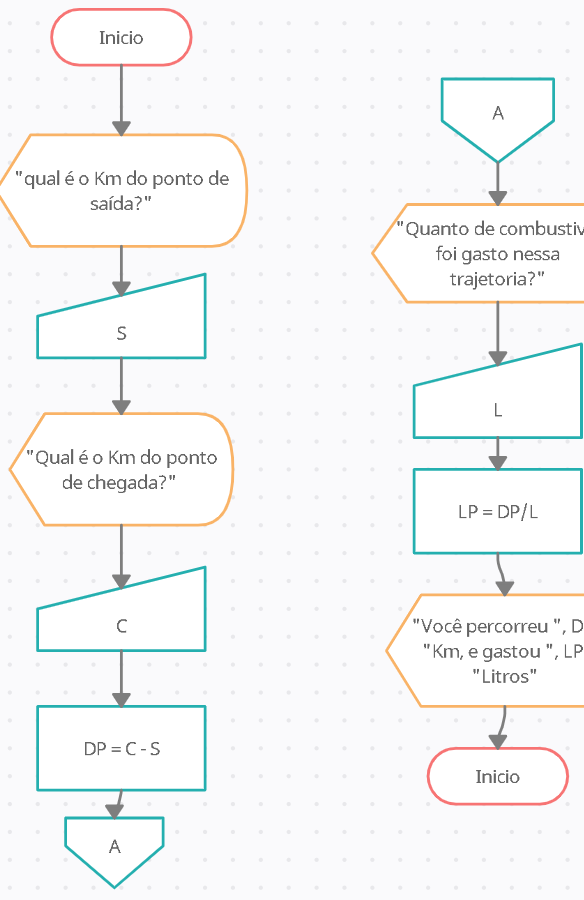 Inicio
"qual é o Km do ponto de
saída?"
S
"Qual é o Km do ponto
de chegada?"
C
DP = C - S
A
A
"Quanto de
foi gasto nessa
trajetoria?"
L
LP = DP/L
"Você percorreu ",
"Km, e gastou ", LP
"Litros"
Inicio